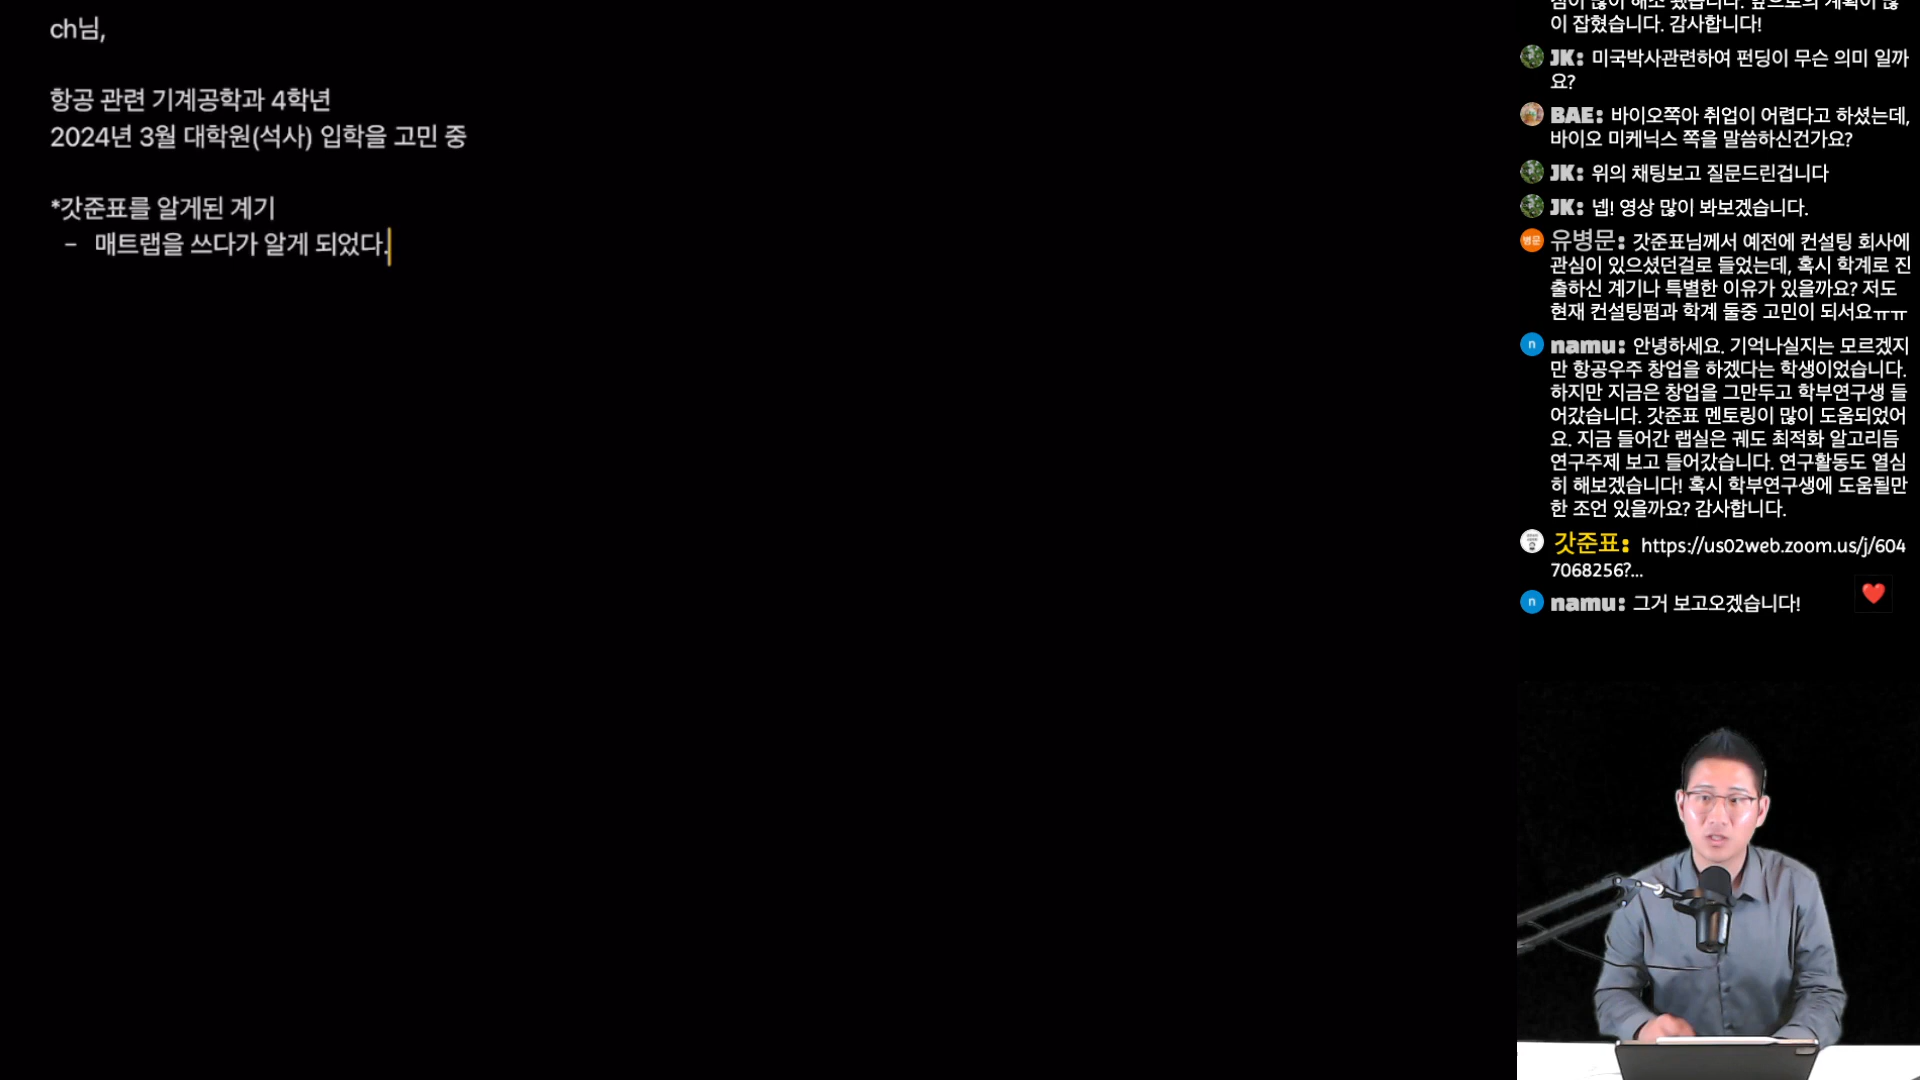 ch님,
항공 관련 기계공학과 4학년
2024년 3월 대학원(석사) 입학을 고민 중
*갓준표를 알게된 계기
– 매트랩을 쓰다가 알게 되었다.
이 잡혔습니다. 감사합니다!
JK: 미국박사관련하여 펀딩이 무슨 의미 일까
요?
BAE: 바이오쪽아 취업이 어렵다고 하셨는데,
바이오 미케닉스 쪽을 말씀하신건가요?
JK: 위의 채팅보고 질문드린겁니다
JK: 넵! 영상 많이 봐보겠습니다.
병문 유병문: 갓준표님께서 예전에 컨설팅 회사에
관심이 있으셨던걸로 들었는데, 혹시 학계로 진
출하신 계기나 특별한 이유가 있을까요? 저도
현재 컨설팅펌과 학계 둘중 고민이 되서요ㅠㅠ
n namu: 안녕하세요. 기억나실지는 모르겠지
만 항공우주 창업을 하겠다는 학생이었습니다.
하지만 지금은 창업을 그만두고 학부연구생 들
어갔습니다. 갓준표 멘토링이 많이 도움되었어
요. 지금 들어간 랩실은 궤도 최적화 알고리듬
연구주제 보고 들어갔습니다. 연구활동도 열심
히 해보겠습니다! 혹시 학부연구생에 도움될만
한 조언 있을까요? 감사합니다.
갓준표: https://us02web.zoom.us/j/604
7068256?...
n namu: 그거 보고오겠습니다!